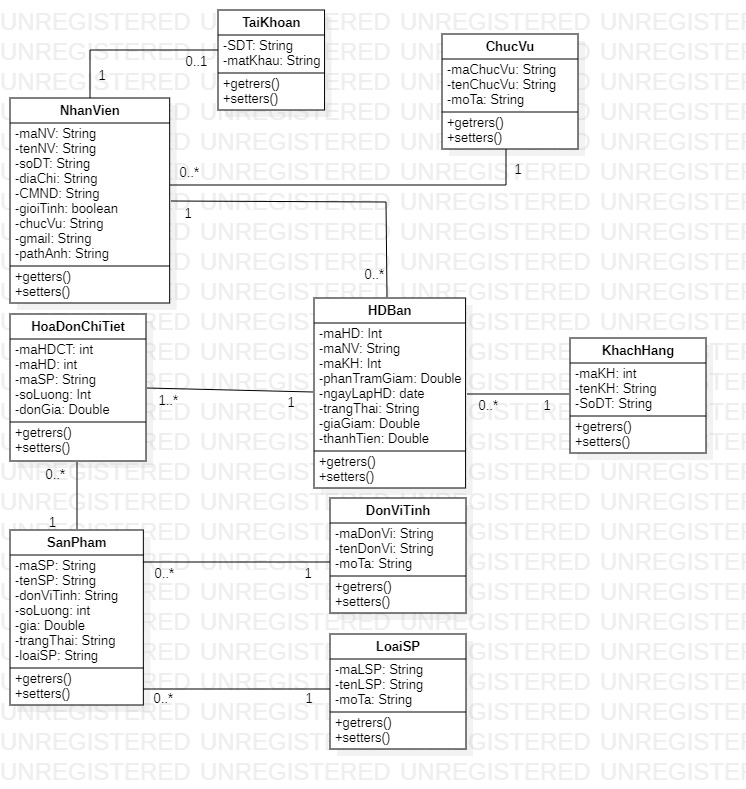 TaiKhoan
-SDT: String
-matKhau: String
+getrers()
+setters()
0..1
1
ChucVu
-maChucVu: String
-tenChucVu: String
-moTa: String
+getrers()
+setters()
1
0..*
NhanVien
-maNV: String
-tenNV: String
-soDT: String
-diaChi: String
-CMND: String
-gioiTinh: boolean
-chucVu: String
-gmail: String
-pathAnh: String
+getters()
+setters()
1
0..*
HDBan
-maHD: Int
-maNV: String
-maKH: Int
-phanTramGiam: Double
-ngayLapHD: date
-trangThai: String
-giaGiam: Double
-thanhTien: Double
+getrers()
+setters()
HoaDonChiTiet
-maHDCT: int
-maHD: int
-maSP: String
-soLuong: Int
-donGia: Double
+getrers()
+setters()
1..*
1
0..*
1
KhachHang
-maKH: int
-tenKH: String
-SoDT: String
+getrers()
+setters()
0..*
1
SanPham
-maSP: String
-tenSP: String
-donViTinh: String
-soLuong: int
-gia: Double
-trangThai: String
-loaiSP: String
+getrers()
+setters()
0..*
1
DonViTinh
-maDonVi: String
-tenDonVi: String
-moTa: String
+getrers()
+setters()
0..*
1
LoaiSP
-maLSP: String
-tenLSP: String
-moTa: String
+getrers()
+setters()
UNREGISTERED